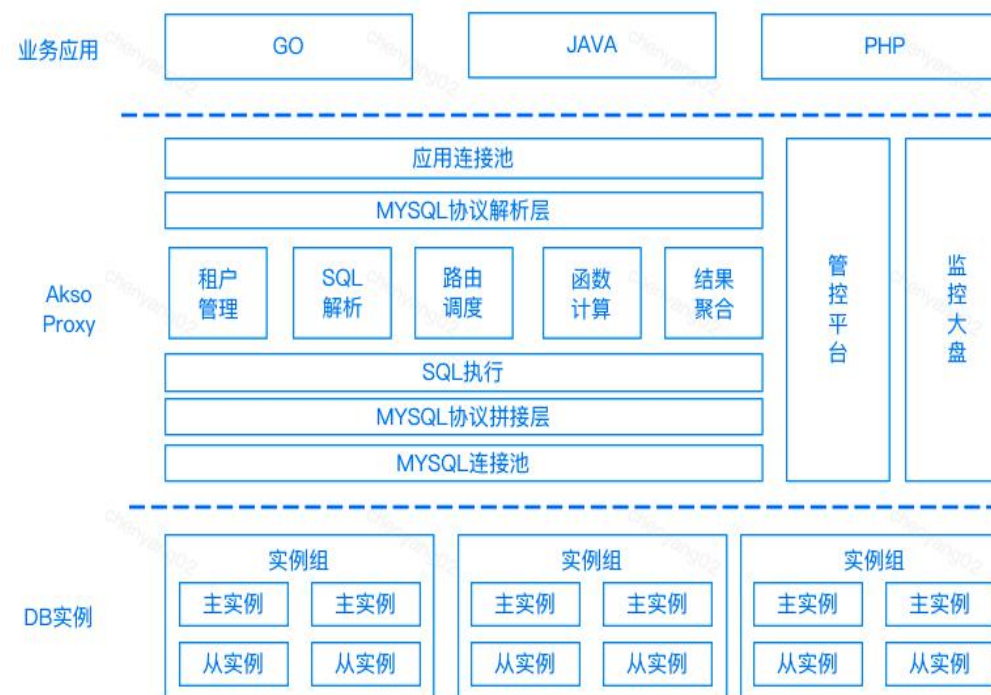 业务应用
GO
JAVA
PHP
Akso
Proxy
应用连接池
MYSQL协议解析层
租户
管理
SQL
解析
路由
调度
函数
计算
结果
聚合
SQL执行
MYSQL协议拼接层
MYSQL连接池
管
控
平
台
监
控
大
盘
DB实例
实例组
主实例 主实例
从实例 从实例
实例组
主实例 主实例
从实例 从实例
实例组
主实例 主实例
从实例 从实例
chenyang02